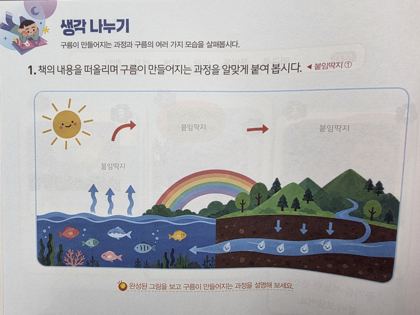 생각 나누기
구름이 만들어지는 과정과 구름의 여러 가지 모습을 살펴봅시다.
1. 책의 내용을 떠올리며 구름이 만들어지는 과정을 알맞게 붙여 봅시다. ◀ 붙임딱지 ①
붙임딱지
붙임딱지
붙임딱지
완성된 그림을 보고 구름이 만들어지는 과정을 설명해 보세요.